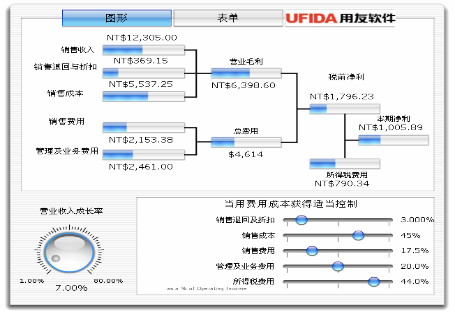 图形
表单
UFIDA 用友软件
NT$12,305.00
销售收入
NT$369.15
销售退回与折扣
NT$5,537.25
销售成本
营业毛利
NT$6,398.60
税前净利
NT$1,796.23
本期净利
NT$1,005.89
销售费用
NT$2,153.38
管理及业务费用
NT$2,461.00
总费用
$4,614
所得税费用
NT$790.34
营业收入成长率
1.00%
60.00%
7.00%
当用费用成本获得适当控制
销售退回及折扣
3.000%
销售成本
45%
销售费用
17.5%
管理及业务费用
20.0%
所得税费用
44.0%
as a % of Operating Income